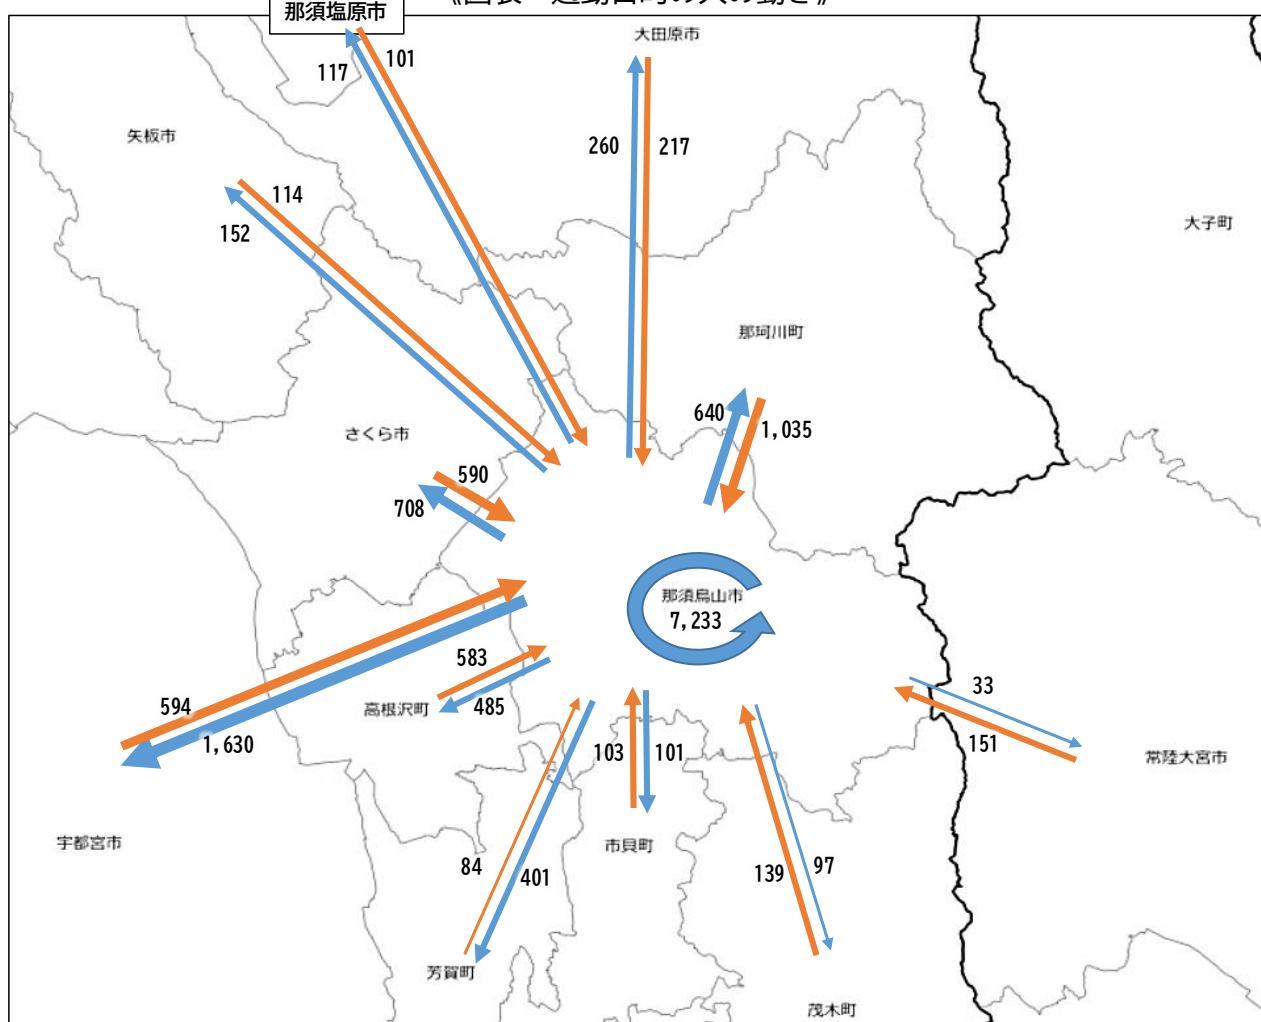 那須塩原市
大田原市
117
101
矢板市
260
217
114
152
大子町
那珂川町
640
1,035
さくら市
590
708
那須烏山市
7,233
583
485
高根沢町
594
1,630
33
151
常陸大宮市
103
101
宇都宮市
市貝町
84
401
139
97
芳賀町
茂木町